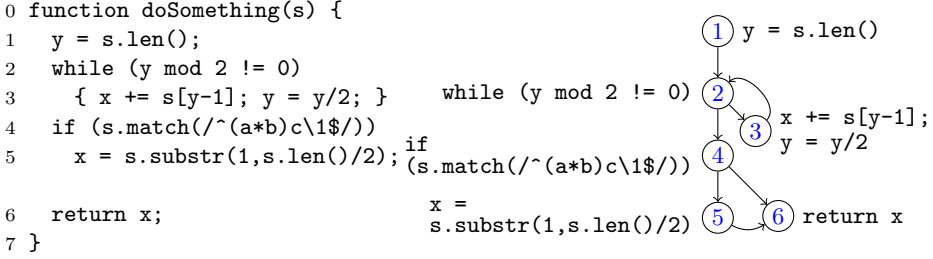 0 function doSomething(s) {
1 y = s.len();
2 while (y mod 2 != 0)
3 { x += s[y-1]; y = y/2; }
4 if (s.match(/^(a*b)c\1$/))
5 x = s.substr(1,s.len()/2);
6 return x;
7 }
1 y = s.len()
while (y mod 2 != 0) 2
3 x += s[y-1];
y = y/2
if
(s.match(/^(a*b)c\1$/)) 4
x =
s.substr(1,s.len()/2) 5
6 return x